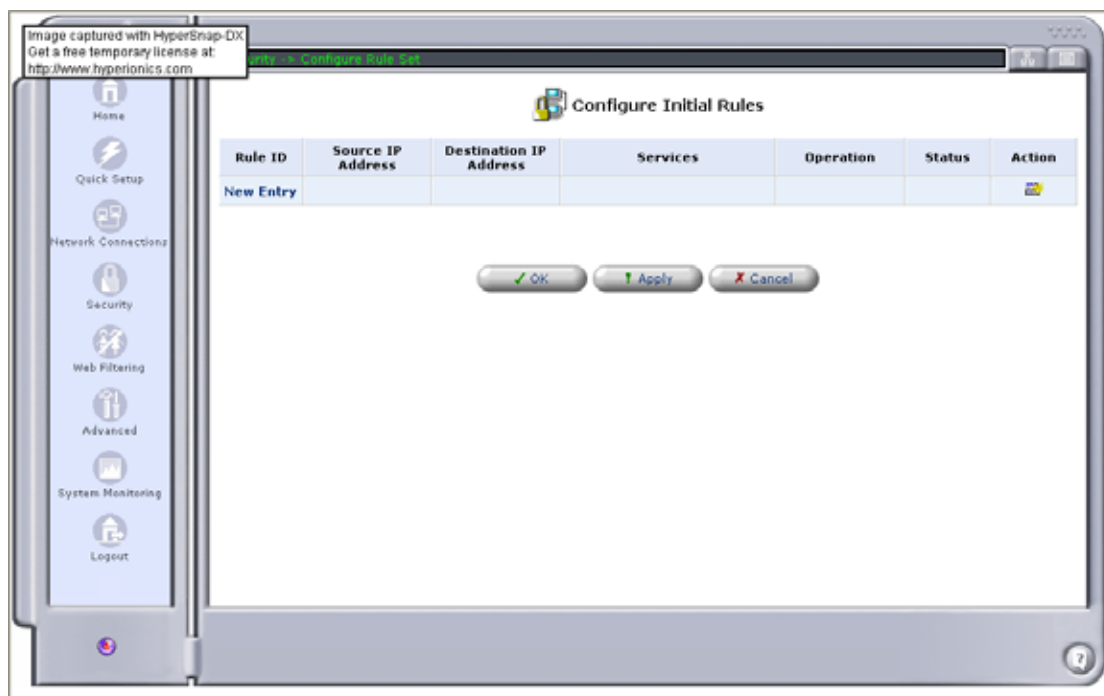 Image captured with HyperSnap-DX
Get a free temporary license at:
http://www.hyperionics.com
urity -> Configure Rule Set
Home
Quick Setup
Network Connections
Security
Web Filtering
Advanced
System Monitoring
Logout
Configure Initial Rules
Rule ID
Source IP Address
Destination IP Address
Services
Operation
Status
Action
New Entry
OK
Apply
Cancel
?